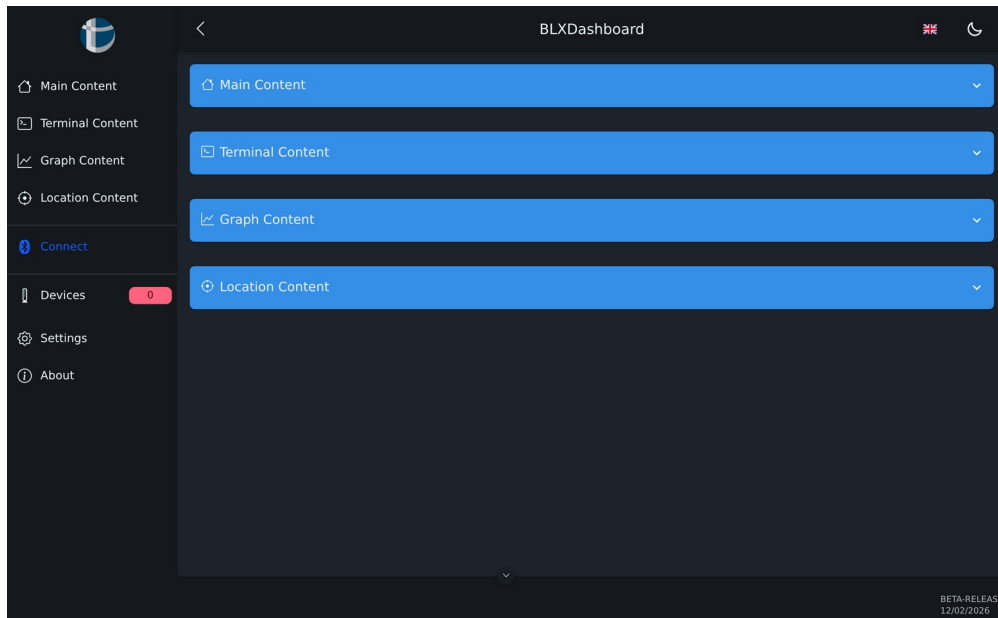 BLXDashboard
Main Content
Terminal Content
Graph Content
Location Content
Connect
Devices
0
Settings
About
Main Content
Terminal Content
Graph Content
Location Content
BETA-RELEAS
12/02/2026